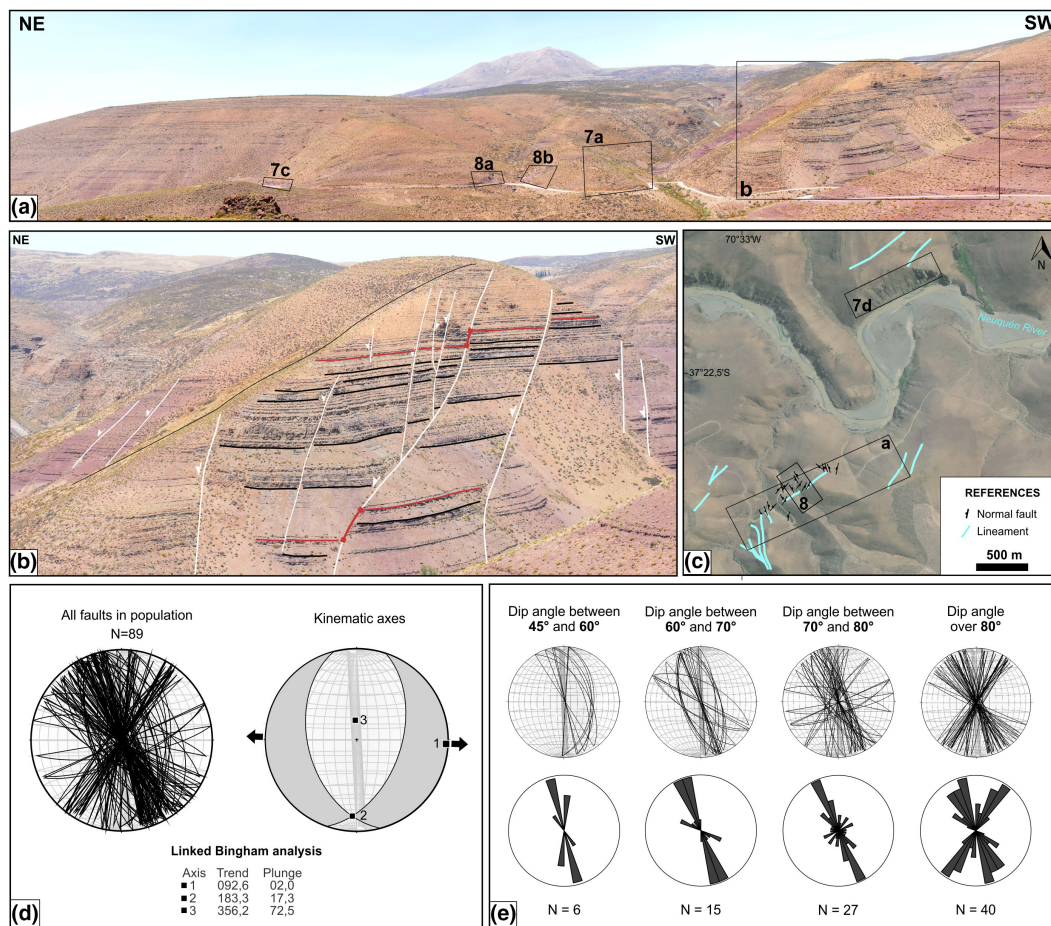 NE
SW
7c
8a
8b
7a
b
(a)
NE
SW
(b)
70°33'W
N
7d
Neuquén River
37°22,5'S
a
8
REFERENCES
Normal fault
Lineament
500 m
(c)
All faults in population
N=89
Kinematic axes
3
1
2
Linked Bingham analysis
Axis Trend Plunge
1 092,6 02,0
2 183,3 17,3
3 356,2 72,5
(d)
Dip angle between
45° and 60°
Dip angle between
60° and 70°
Dip angle between
70° and 80°
Dip angle
over 80°
N = 6
N = 15
N = 27
N = 40
(e)